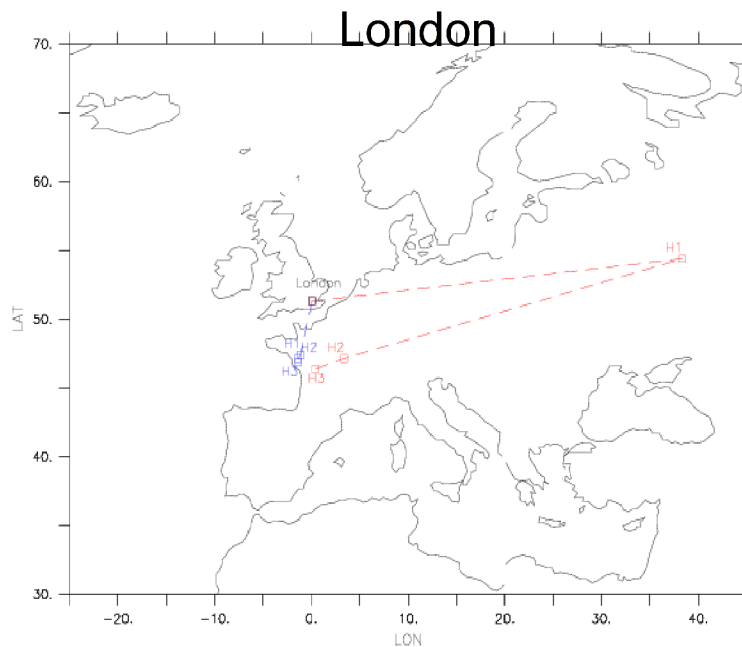 London
70.
60.
H1
London
50.
LAT
H1 H2 H2
H3 H3
40.
30.
-20. -10. 0. 10. 20. 30. 40.
LON